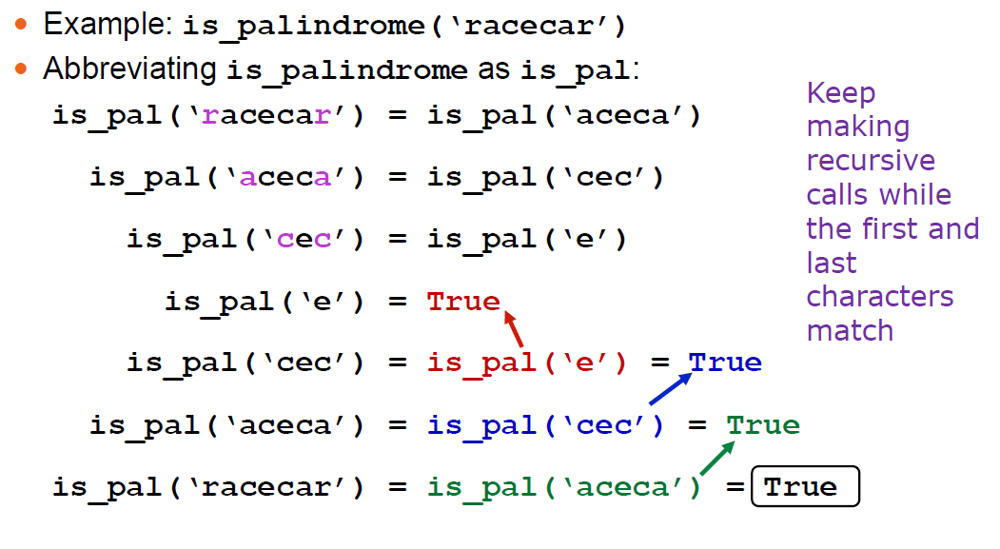 • Example: is_palindrome(‘racecar’)
• Abbreviating is_palindrome as is_pal:
is_pal(‘racecar’) = is_pal(‘aceca’)
is_pal(‘aceca’) = is_pal(‘cec’)
is_pal(‘cec’) = is_pal(‘e’)
is_pal(‘e’) = True
is_pal(‘cec’) = is_pal(‘e’) = True
is_pal(‘aceca’) = is_pal(‘cec’) = True
is_pal(‘racecar’) = is_pal(‘aceca’) = True
Keep
making
recursive
calls while
the first and
last
characters
match